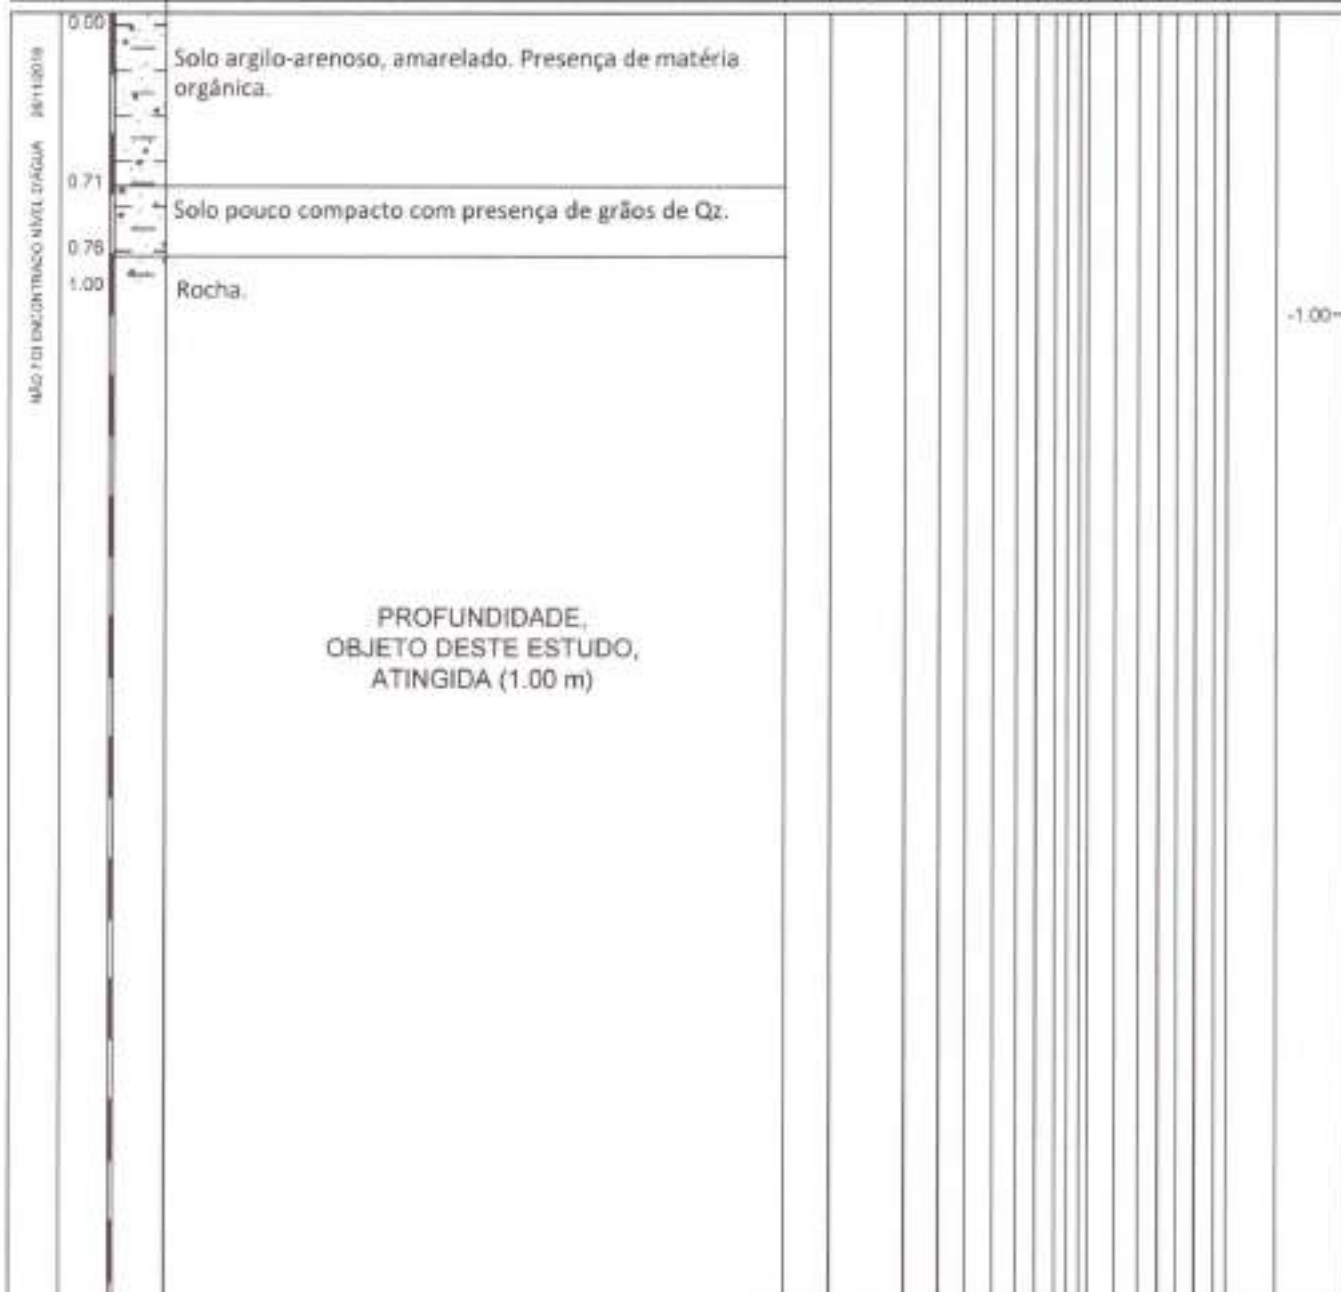 0.00
Solo argilo-arenoso, amarelado. Presença de matéria
orgânica.
0.71
Solo pouco compacto com presença de grãos de Qz.
0.76
1.00
Rocha.
-1.00
NÃO FOI ENCONTRADO NÍVEL D'ÁGUA
PROFUNDIDADE,
OBJETO DESTE ESTUDO,
ATINGIDA (1.00 m)